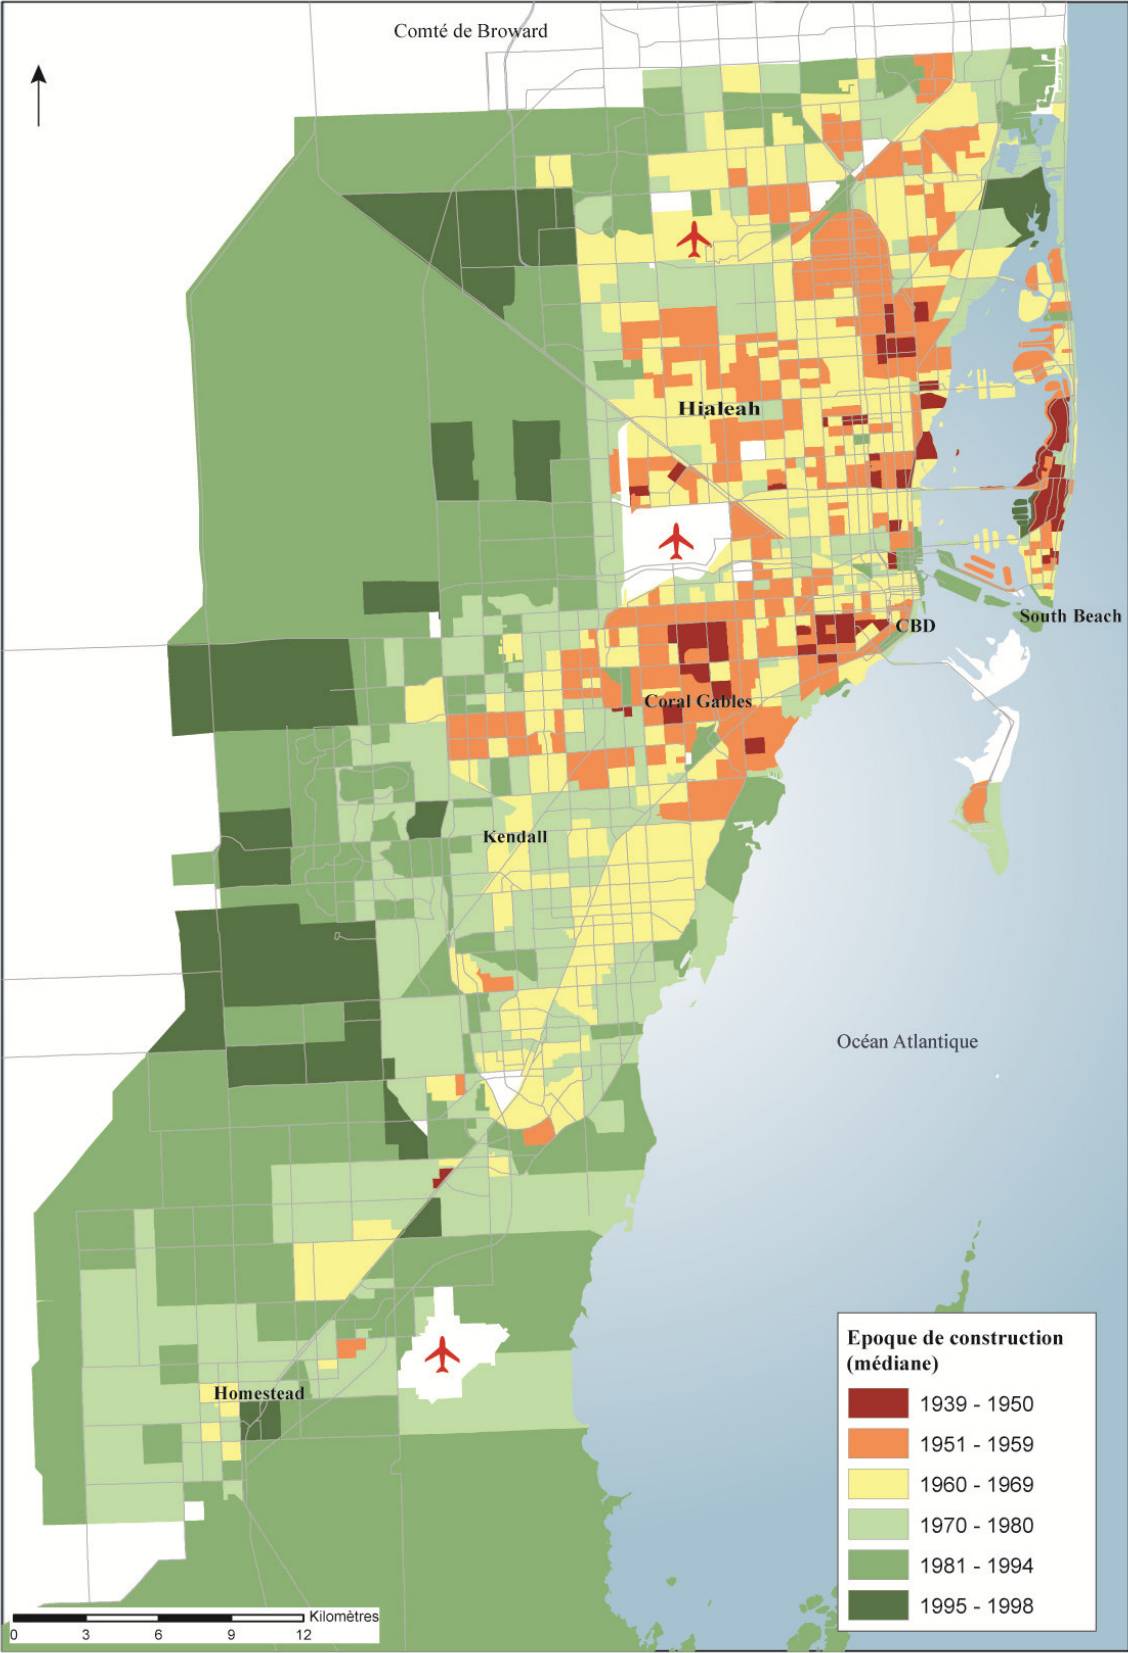 Comté de Broward
Hialeah
South Beach
CBD
Coral Gables
Kendall
Océan Atlantique
Homestead
Epoque de construction
(médiane)
1939 - 1950
1951 - 1959
1960 - 1969
1970 - 1980
1981 - 1994
1995 - 1998
Kilomètres
0 3 6 9 12